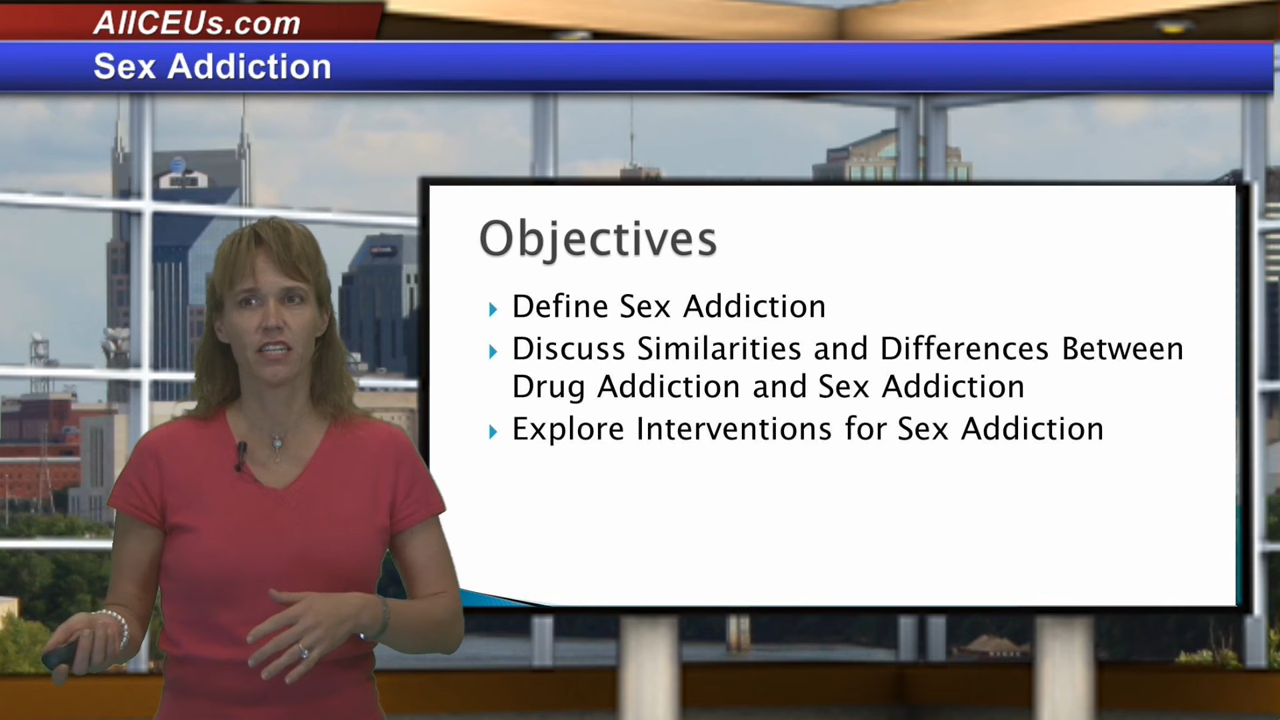 AllCEUs.com
Sex Addiction
Objectives
Define Sex Addiction
Discuss Similarities and Differences Between
Drug Addiction and Sex Addiction
Explore Interventions for Sex Addiction